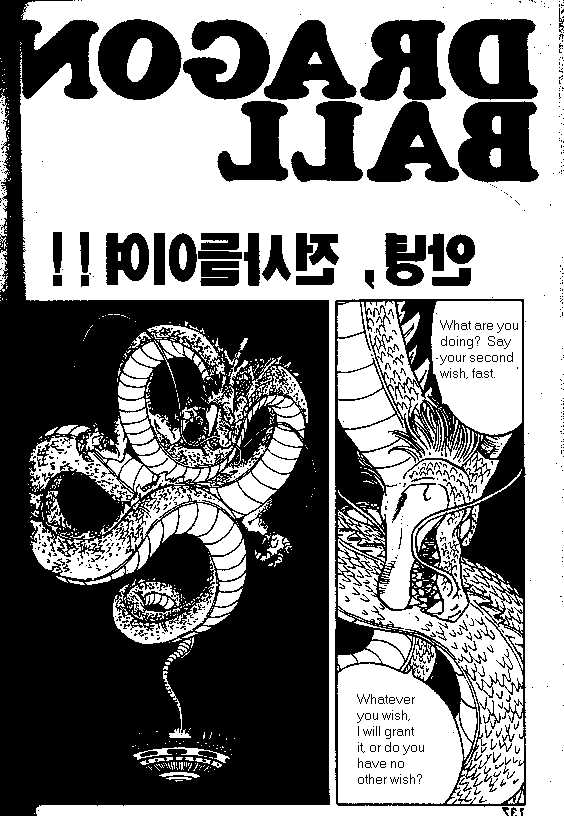 DRAGON
BALL
안녕, 전사들이여!!
What are you
doing? Say
your second
wish, fast.
Whatever
you wish,
I will grant
it, or do you
have no
other wish?